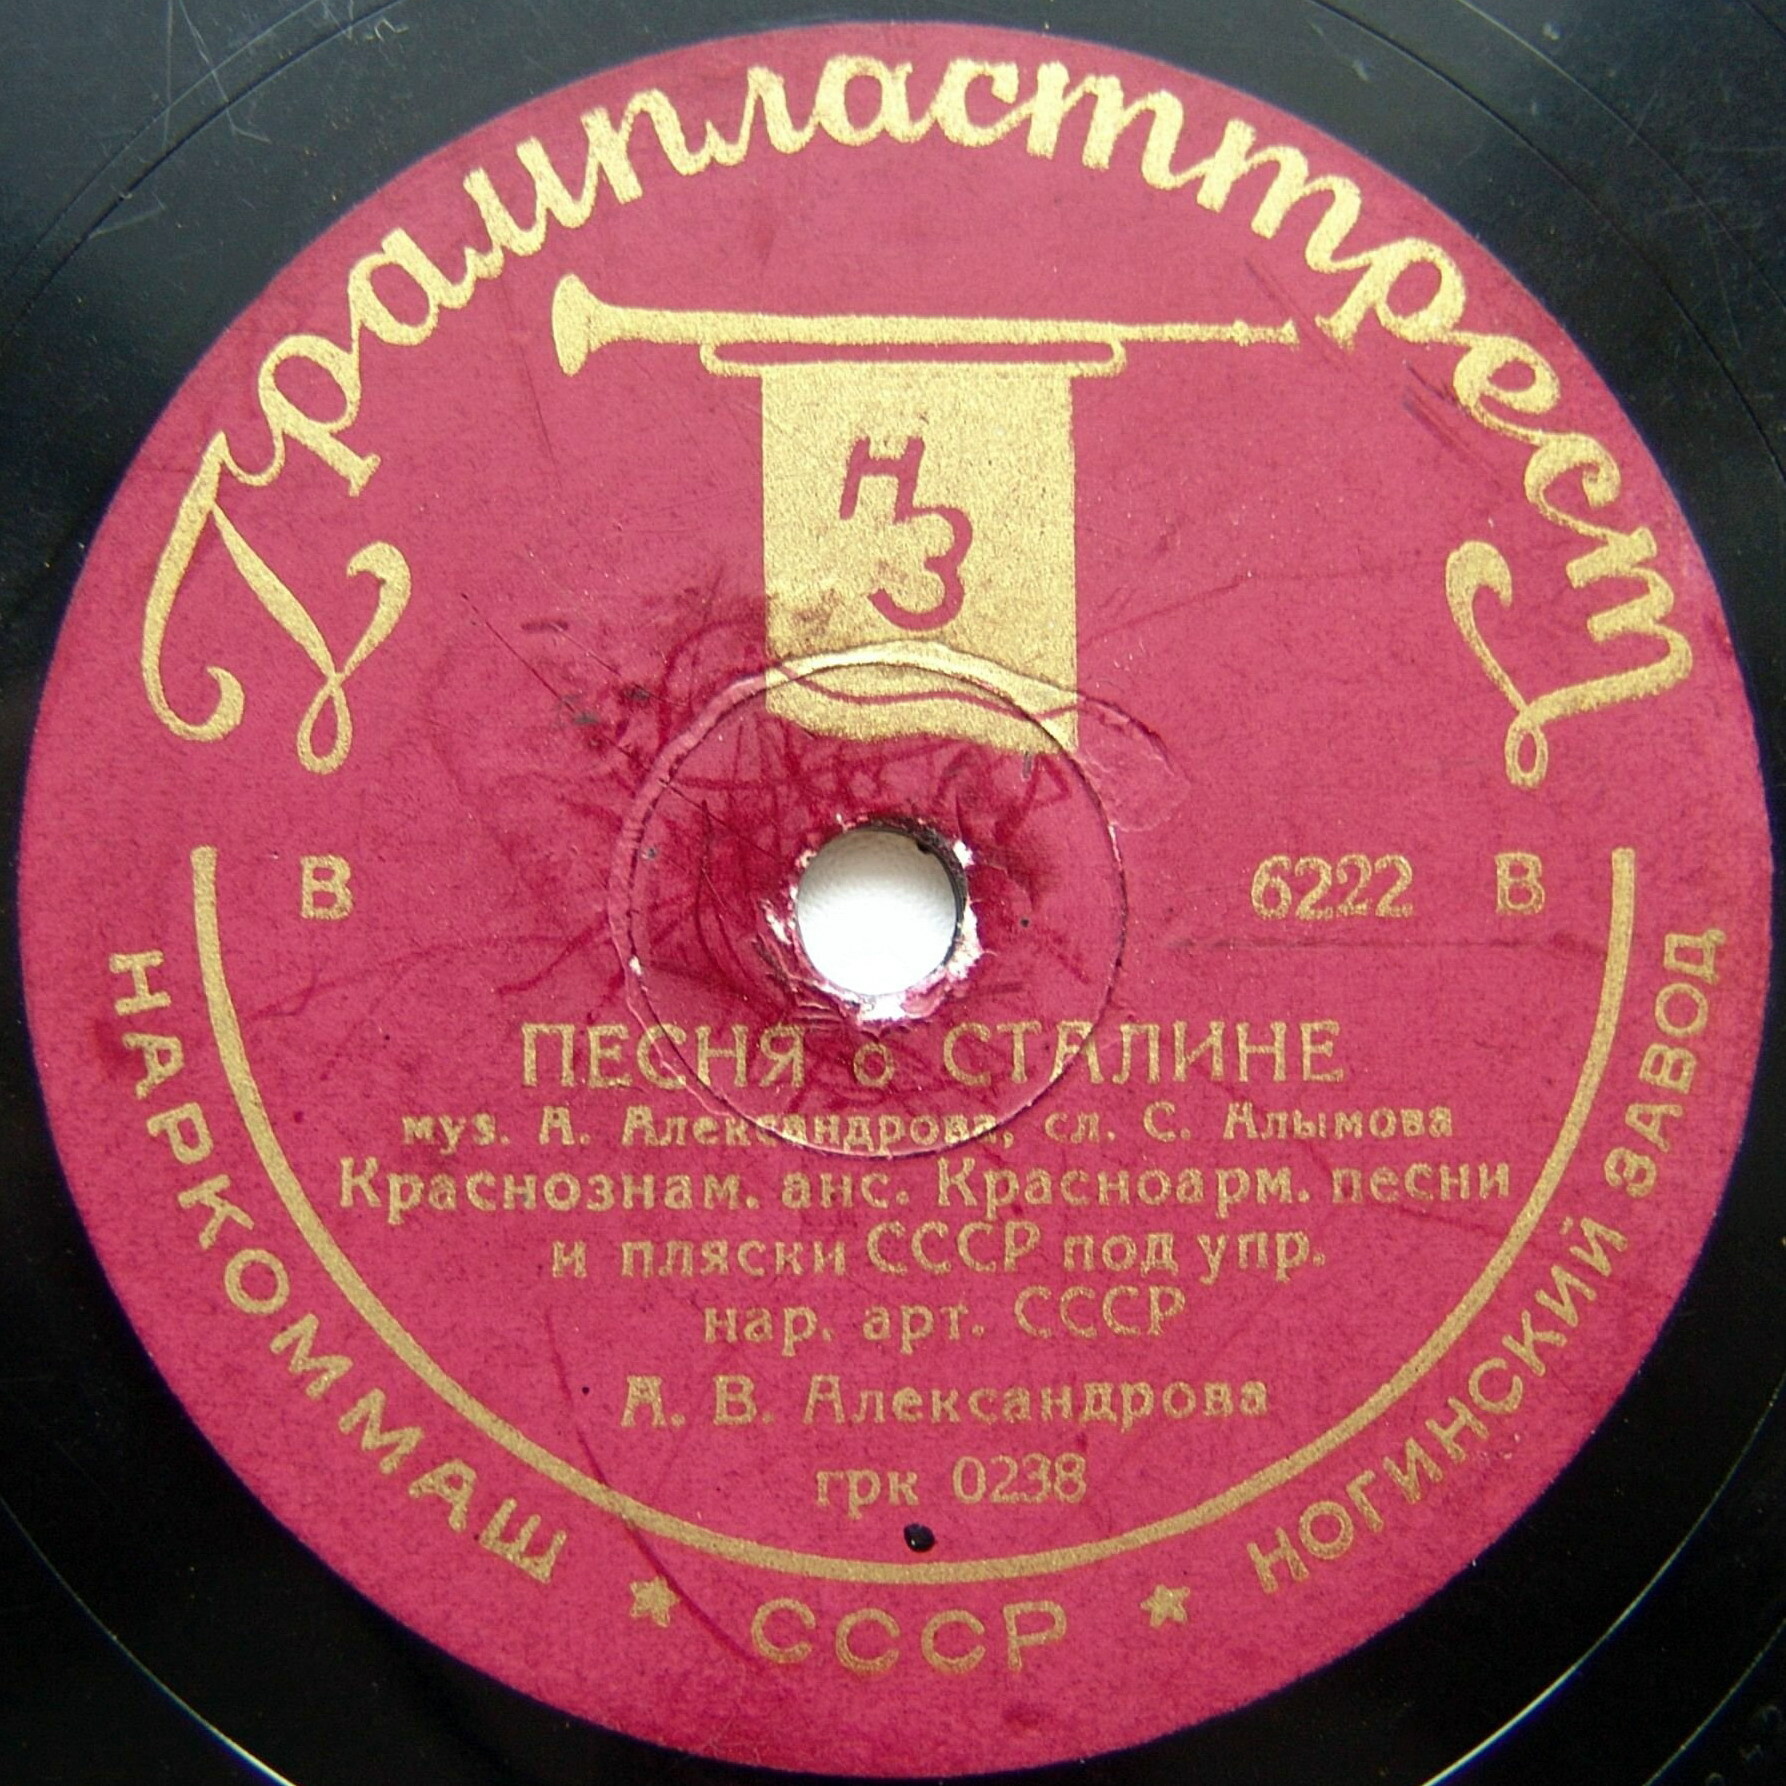 Грампласттрест
НЗ
В 6222 В
ПЕСНЯ о СТАЛИНЕ
муз. А. Александрова, сл. С. Алымова
Краснознам. анс. Красноарм. песни
и пляски СССР под упр.
нар. арт. СССР
А. В. Александрова
грк 0238
НАРКОММАШ ★ СССР ★ НОГИНСКИЙ ЗАВОД